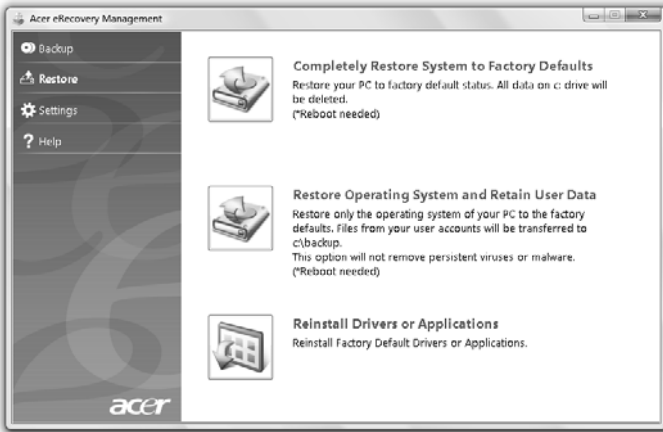 Acer eRecovery Management
Backup
Restore
Settings
Help
Completely Restore System to Factory Defaults
Restore your PC to factory default status. All data on c: drive will
be deleted.
(*Reboot needed)
Restore Operating System and Retain User Data
Restore only the operating system of your PC to the factory
defaults. Files from your user accounts will be transferred to
c:\backup.
This option will not remove persistent viruses or malware.
(*Reboot needed)
Reinstall Drivers or Applications
Reinstall Factory Default Drivers or Applications.
acer